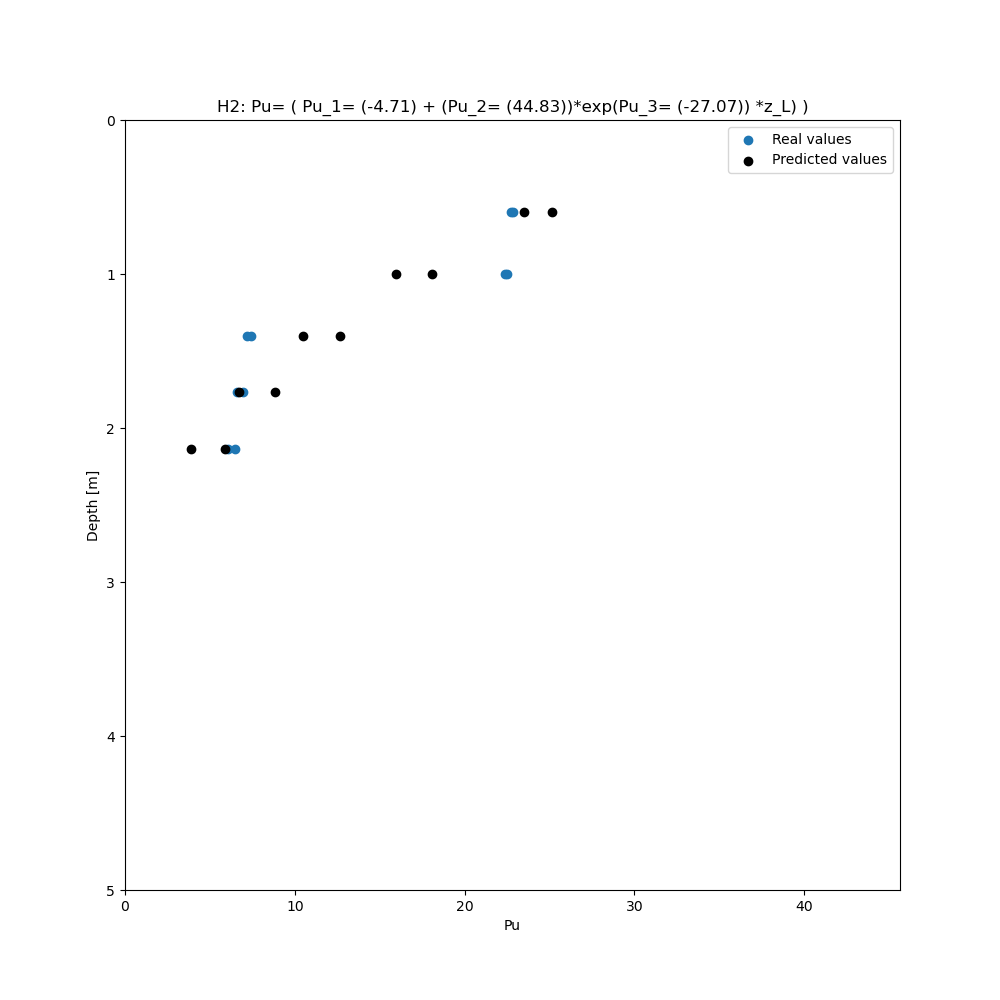 H2: Pu= ( Pu_1= (-4.71) + (Pu_2= (44.83))*exp(Pu_3= (-27.07)) *z_L) )
Real values
Predicted values
0
1
2
3
4
5
Depth [m]
0 10 20 30 40
Pu